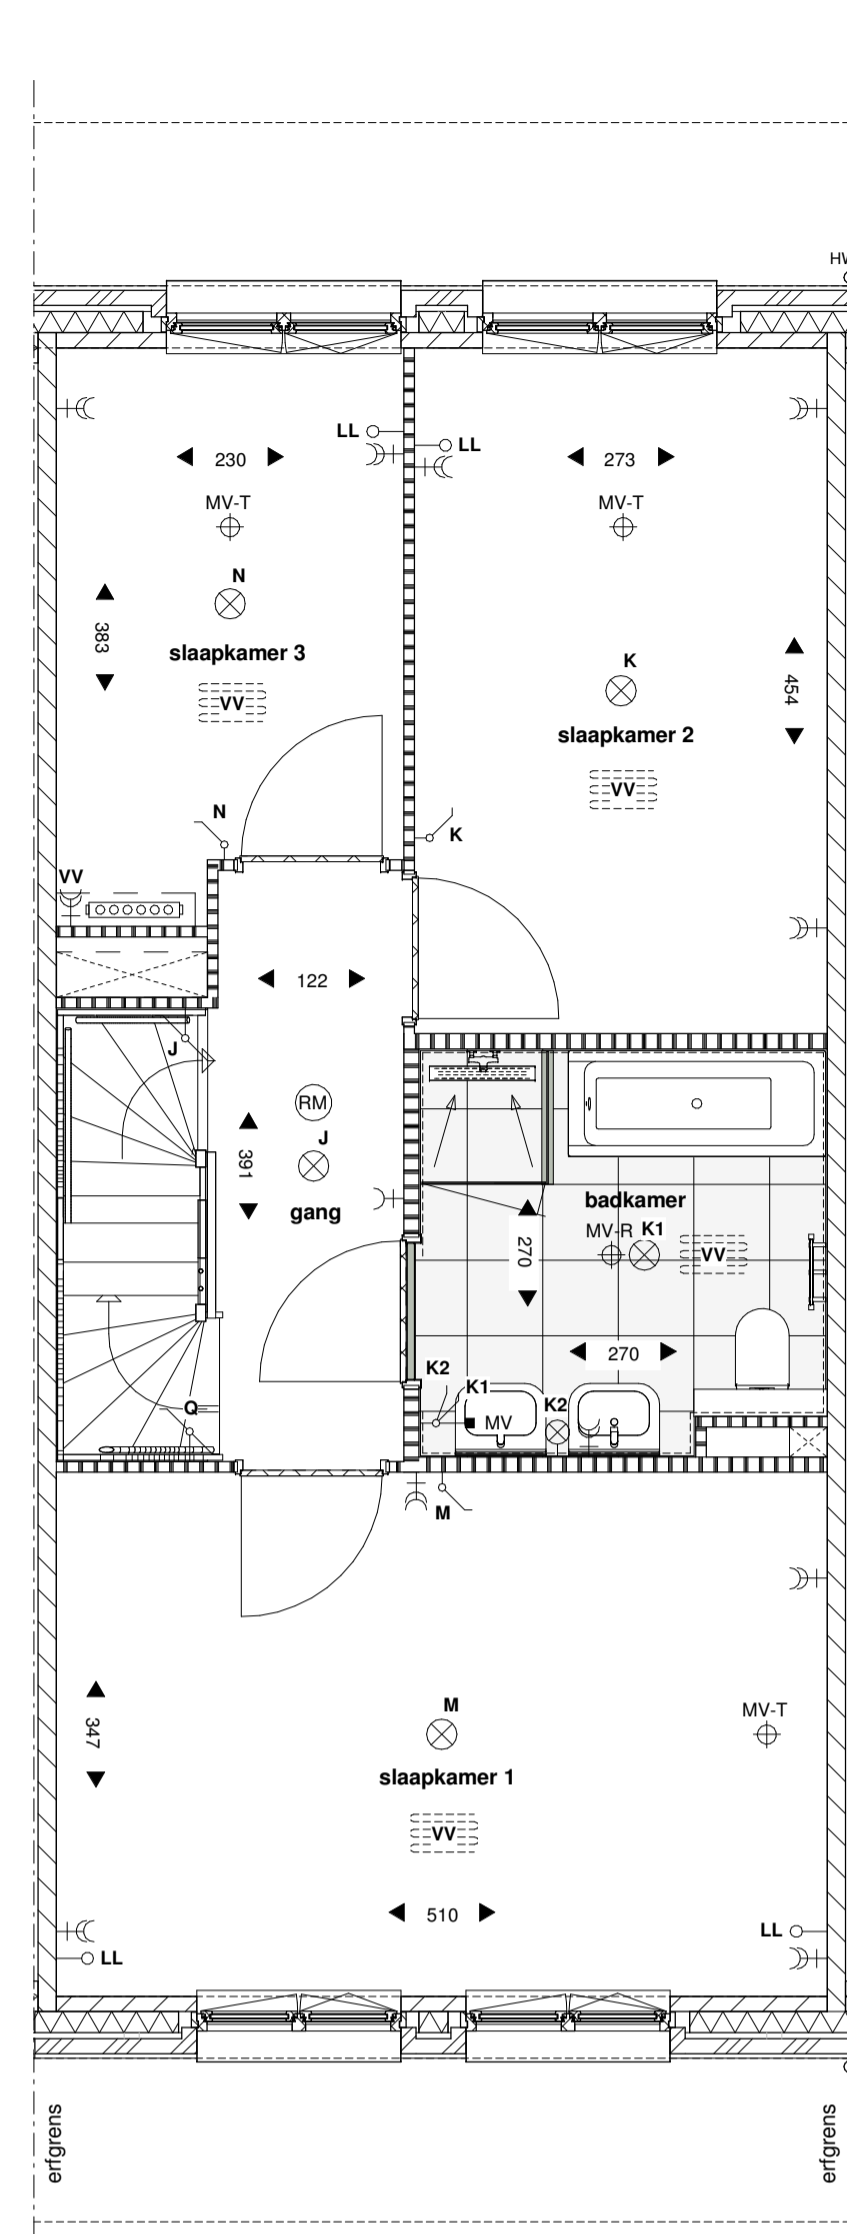 HW
LL
LL
230
273
MV-T
MV-T
N
383
slaapkamer 3
K
454
VV
slaapkamer 2
VV
N
K
VV
122
J
RM
J
391
gang
badkamer
MV-R
K1
VV
270
270
K2
K1
K2
MV
Q
M
M
MV-T
347
slaapkamer 1
VV
510
LL
LL
erfgrens
erfgrens